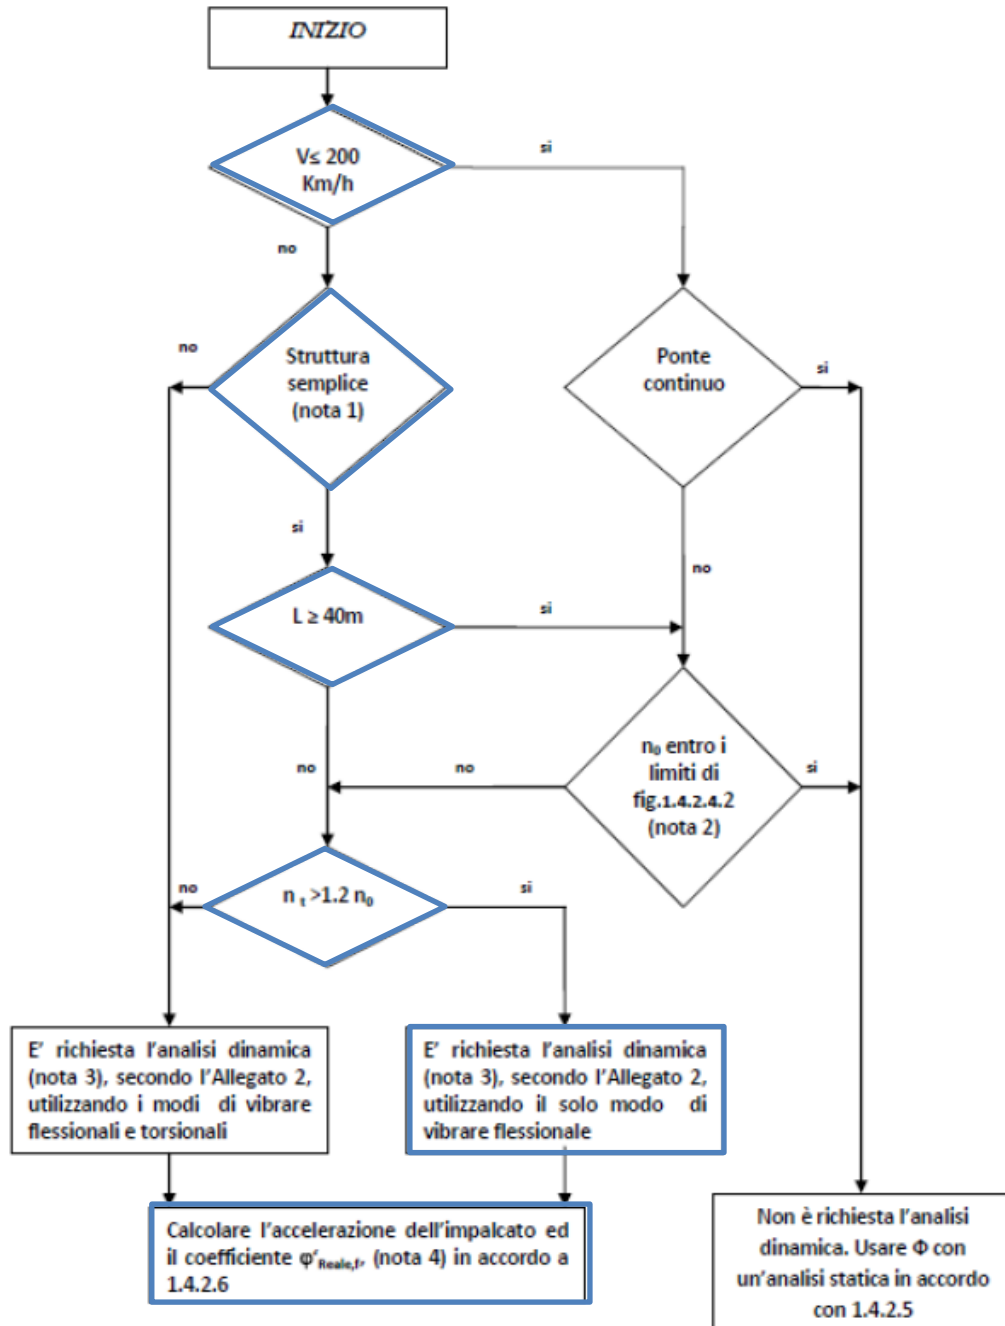 INIZIO
V≤ 200
Km/h
si
no
no
Struttura
semplice
(nota 1)
Ponte
continuo
si
si
no
L ≥ 40m
si
n₀ entro i
limiti di
fig.1.4.2.4.2
(nota 2)
no
no
si
no
n t >1.2 n₀
si
E' richiesta l'analisi dinamica
(nota 3), secondo l'Allegato 2,
utilizzando i modi di vibrare
flessionali e torsionali
E' richiesta l'analisi dinamica
(nota 3), secondo l'Allegato 2,
utilizzando il solo modo di
vibrare flessionale
Calcolare l'accelerazione dell'impalcato ed
il coefficiente φ'Reale,f, (nota 4) in accordo a
1.4.2.6
Non è richiesta l'analisi
dinamica. Usare Φ con
un'analisi statica in accordo
con 1.4.2.5